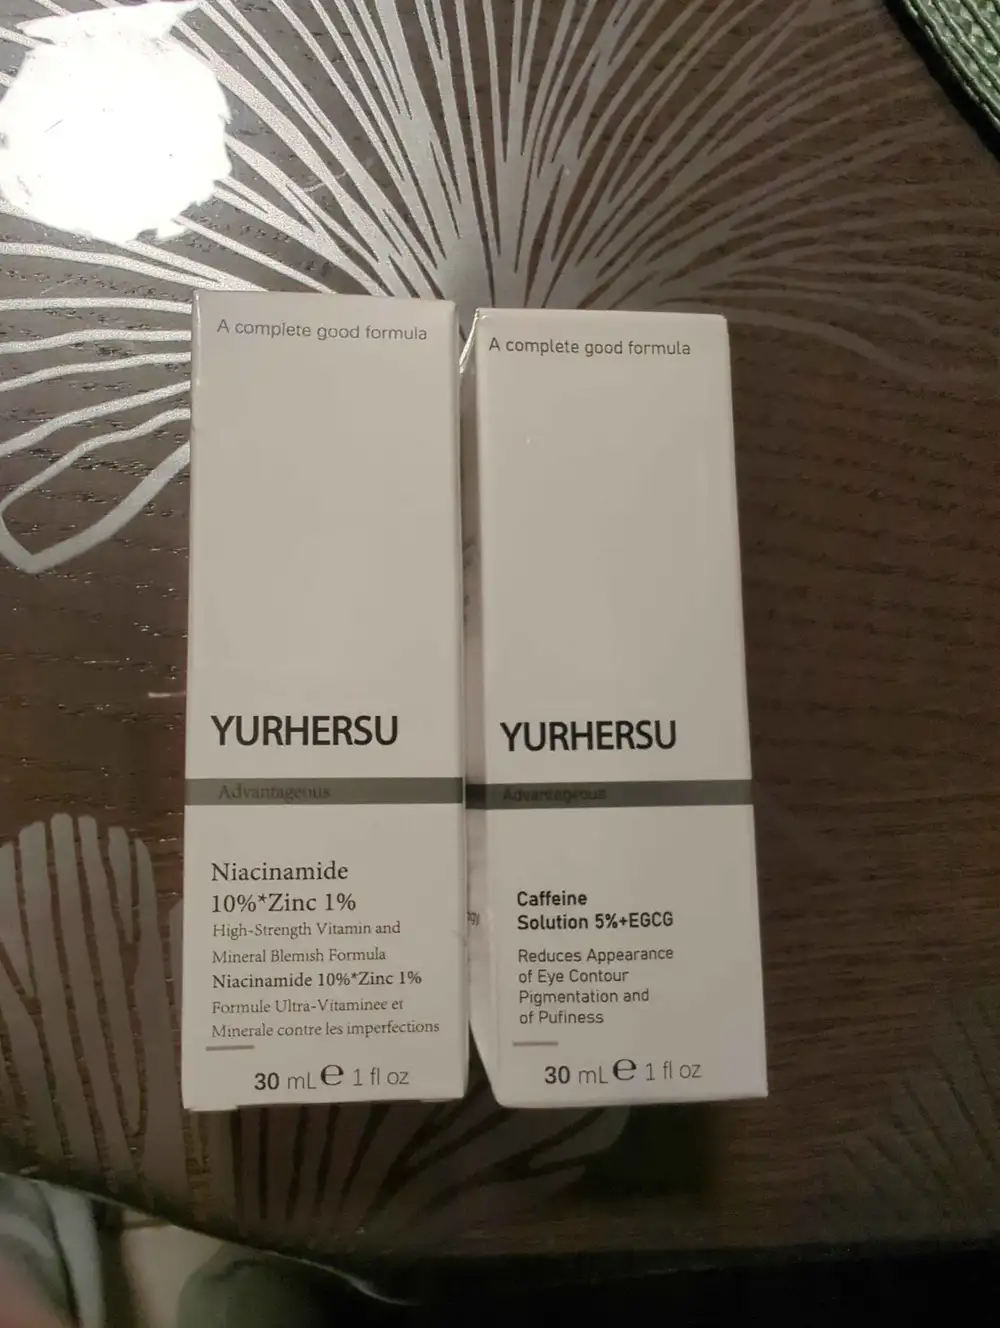 A complete good formula
YURHERSU
Advantageous
Niacinamide
10%*Zinc 1%
High-Strength Vitamin and
Mineral Blemish Formula
Niacinamide 10%*Zinc 1%
Formule Ultra-Vitaminee et
Minerale contre les imperfections
30 mL e 1 fl oz
A complete good formula
YURHERSU
Advantageous
Caffeine
Solution 5%+EGCG
Reduces Appearance
of Eye Contour
Pigmentation and
of Pufiness
30 mL e 1 fl oz